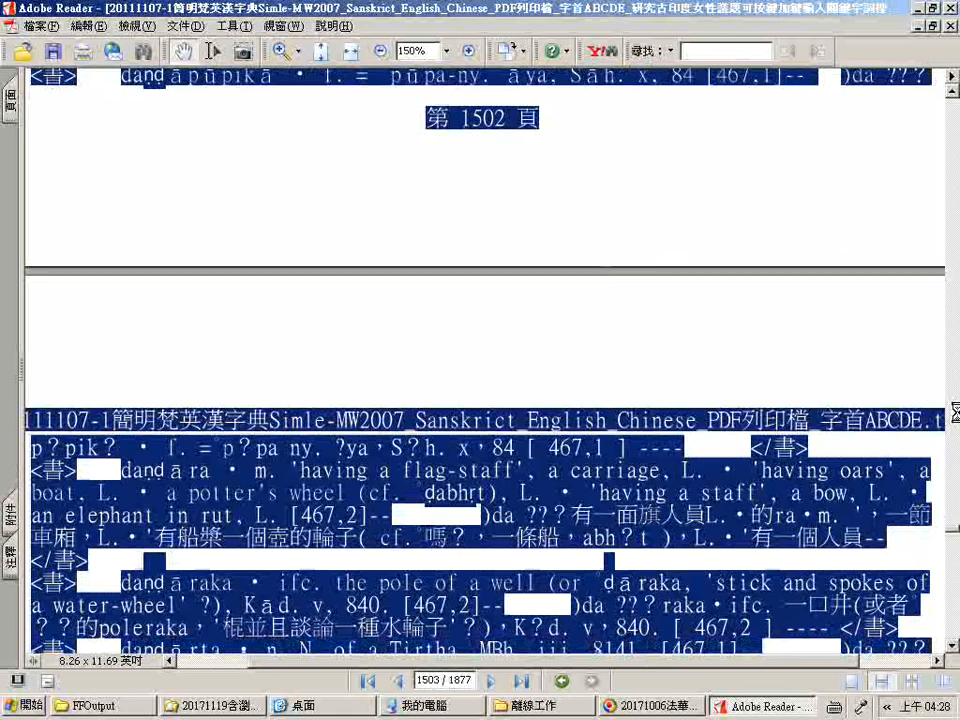 Adobe Reader - [20111107-1簡明梵英漢字典Simle-MW2007_Sanskrict_English_Chinese_PDF列印檔_字首ABCDE_研究古印度女性議題可按鍵加鍵輸入關鍵字詞搜
檔案(F) 編輯(E) 檢視(V) 文件(D) 工具(T) 視窗(W) 說明(H)
150% 尋找:
頁面
附件
注釋
<書> daṇḍāpūpikā ‧ f. = pūpa-ny. āya, Sāh. x, 84 [467,1]-- )da ???
第 1502 頁
111107-1簡明梵英漢字典Simle-MW2007_Sanskrict_English_Chinese_PDF列印檔_字首ABCDE.t
p?pik? ‧ f. = p?pa ny. ?ya，S?h. x，84 [ 467,1 ] ---- </書>
<書> daṇḍāra ‧ m. 'having a flag-staff', a carriage, L. ‧ 'having oars', a
boat, L. ‧ a potter's wheel (cf. °ḍabhṛt), L. ‧ 'having a staff', a bow, L. ‧
an elephant in rut, L. [467,2]-- )da ??？有一面旗人員L.‧的ra‧m. '，一節
車廂，L.‧'有船槳一個壺的輪子( cf.°嗎？，一條船，abh？t )，L.‧'有一個人員--
</書>
<書> daṇḍāraka ‧ ifc. the pole of a well (or °ḍāraka, 'stick and spokes of
a water-wheel' ?), Kād. v, 840. [467,2]-- )da ??？raka‧ifc. 一口井(或者°
？？的poleraka，'棍並且談論一種水輪子'？)，K？d. v，840. [ 467,2 ] ---- </書>
<書> daṇḍārta ‧ n. N. of a Tirtha, MBh. iii, 8141. [467,1]
8.26 x 11.69 英吋
1503 / 1877
開始 FFOutput 20171119含瀏... 桌面 我的電腦 離線工作 20171006法華... Adobe Reader - [... « 上午 04:28